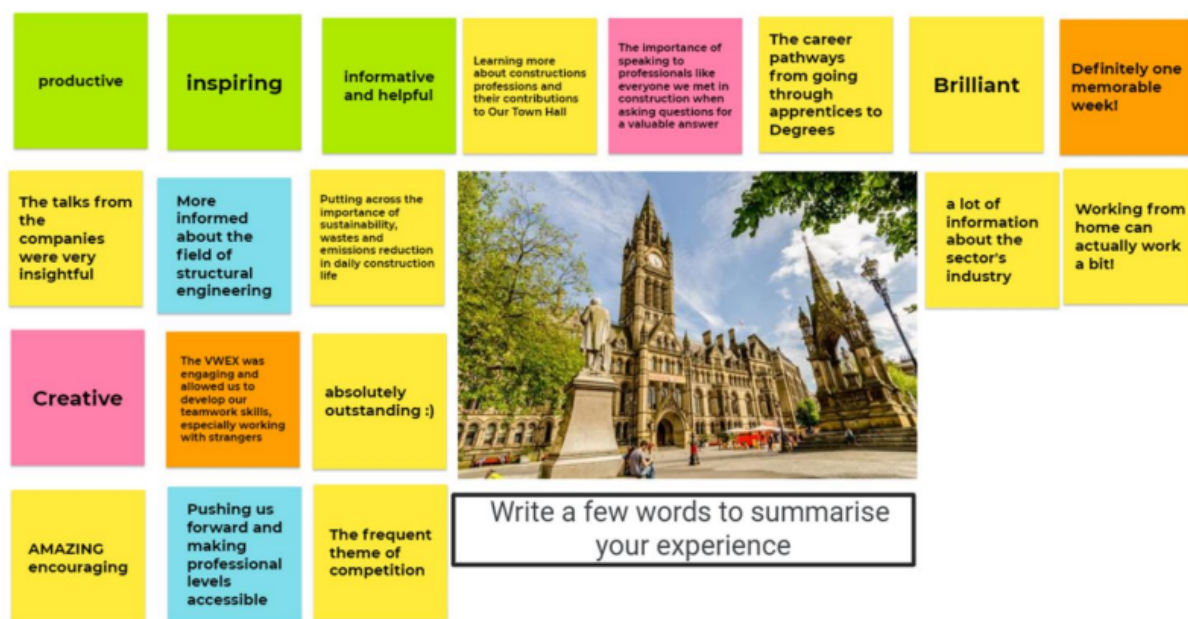 productive
inspiring
informative
and helpful
Learning more
about constructions
professions and
their contributions
to Our Town Hall
The importance of
speaking to
professionals like
everyone we met in
construction when
asking questions for
a valuable answer
The career
pathways
from going
through
apprentices to
Degrees
Brilliant
Definitely one
memorable
week!
The talks from
the
companies
were very
insightful
More
informed
about the
field of
structural
engineering
Putting across the
importance of
sustainability,
wastes and
emissions reduction
in daily construction
life
a lot of
information
about the
sector's
industry
Working from
home can
actually work
a bit!
Creative
The VWEX was
engaging and
allowed us to
develop our
teamwork skills,
especially working
with strangers
absolutely
outstanding :)
AMAZING
encouraging
Pushing us
forward and
making
professional
levels
accessible
The frequent
theme of
competition
Write a few words to summarise
your experience